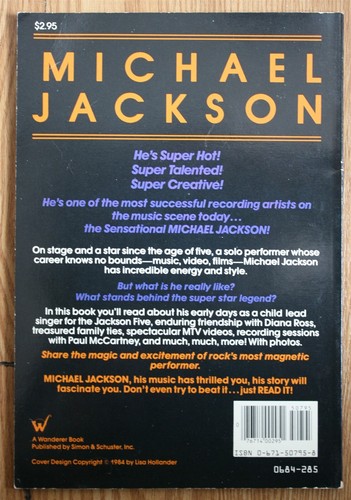 $2.95
MICHAEL
JACKSON
He's Super Hot!
Super Talented!
Super Creative!
He's one of the most successful recording artists on
the music scene today...
the Sensational MICHAEL JACKSON!
On stage and a star since the age of five, a solo performer whose
career knows no bounds—music, video, films—Michael Jackson
has incredible energy and style.
But what is he really like?
What stands behind the super star legend?
In this book you'll read about his early days as a child lead
singer for the Jackson Five, enduring friendship with Diana Ross,
treasured family ties, spectacular MTV videos, recording sessions
with Paul McCartney, and much, much, more! With photos.
Share the magic and excitement of rock's most magnetic
performer.
MICHAEL JACKSON, his music has thrilled you, his story will
fascinate you. Don't even try to beat it...just READ IT!
W
A Wanderer Book
Published by Simon & Schuster, Inc.
Cover Design Copyright © 1984 by Lisa Hollander
50795
0 76714 00295
ISBN 0-671-50795-8
0684-285